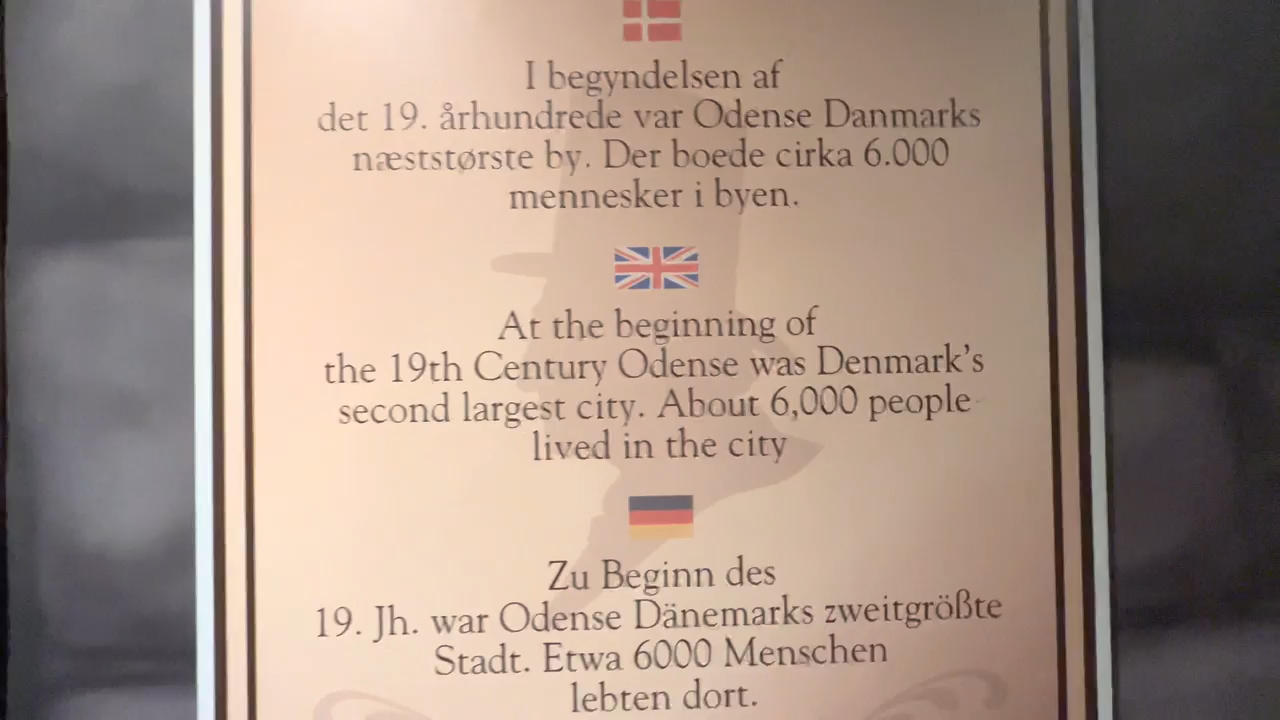 I begyndelsen af
det 19. århundrede var Odense Danmarks
næststørste by. Der boede cirka 6.000
mennesker i byen.
At the beginning of
the 19th Century Odense was Denmark's
second largest city. About 6,000 people
lived in the city
Zu Beginn des
19. Jh. war Odense Dänemarks zweitgrößte
Stadt. Etwa 6000 Menschen
lebten dort.